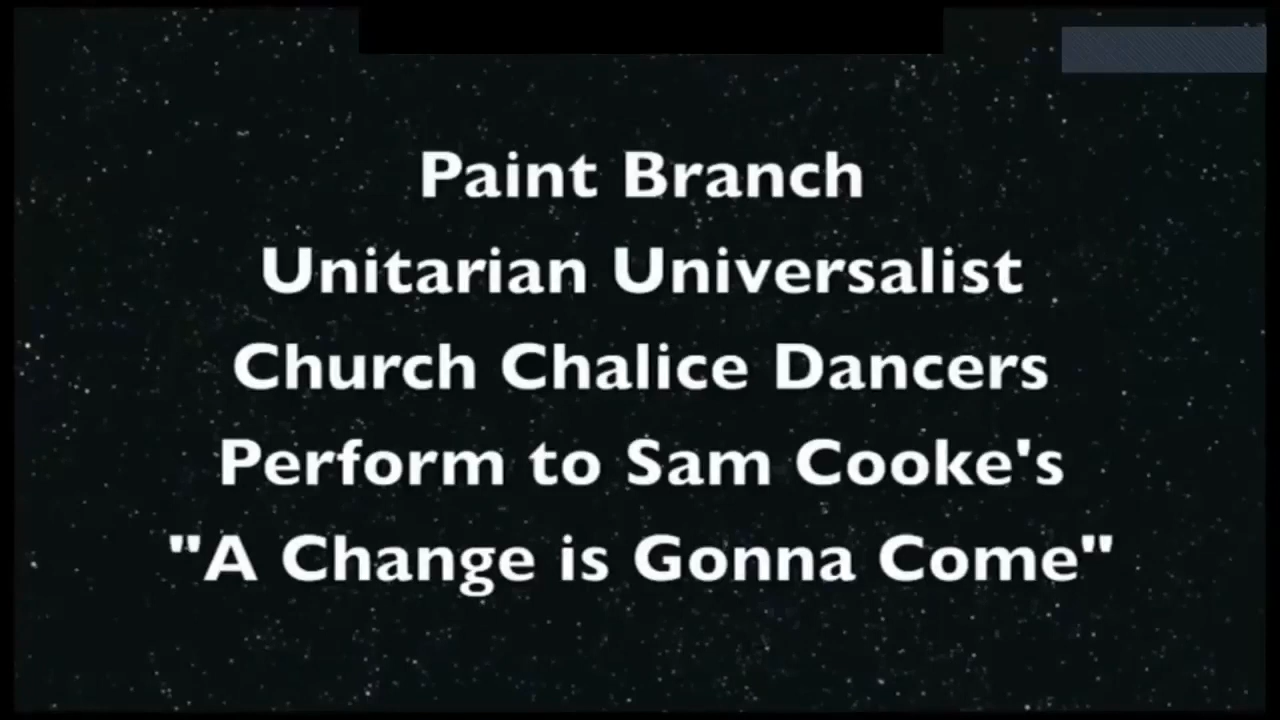 Paint Branch
Unitarian Universalist
Church Chalice Dancers
Perform to Sam Cooke's
"A Change is Gonna Come"